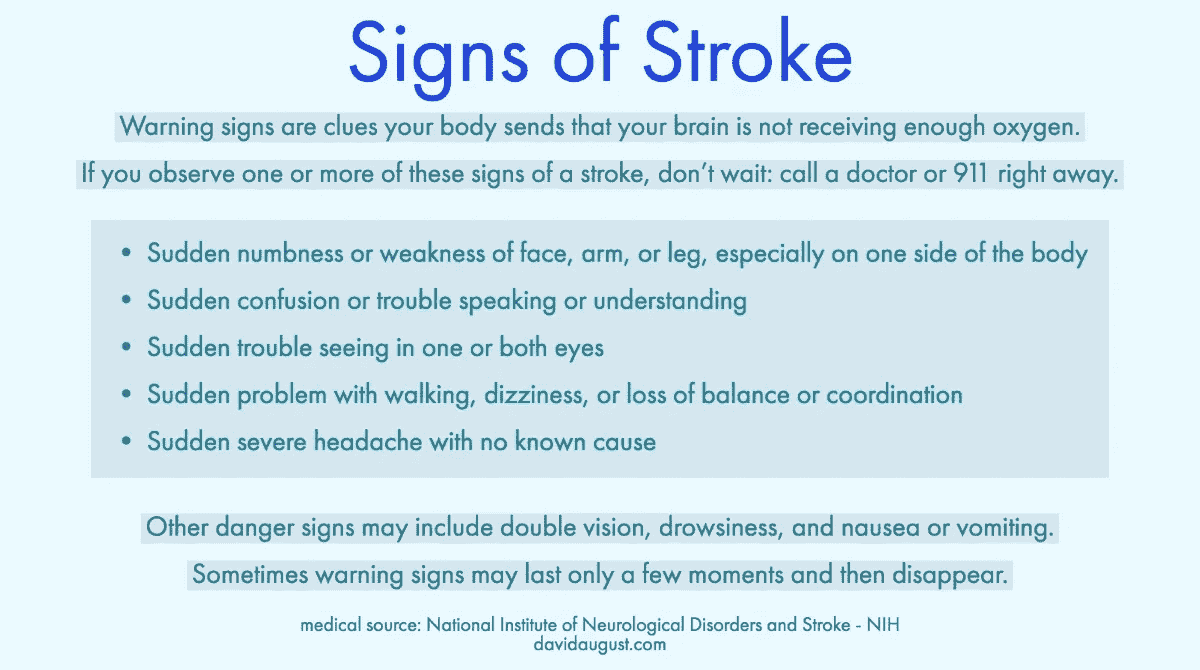 Signs of Stroke
Warning signs are clues your body sends that your brain is not receiving enough oxygen.
If you observe one or more of these signs of a stroke, don’t wait: call a doctor or 911 right away.
• Sudden numbness or weakness of face, arm, or leg, especially on one side of the body
• Sudden confusion or trouble speaking or understanding
• Sudden trouble seeing in one or both eyes
• Sudden problem with walking, dizziness, or loss of balance or coordination
• Sudden severe headache with no known cause
Other danger signs may include double vision, drowsiness, and nausea or vomiting.
Sometimes warning signs may last only a few moments and then disappear.
medical source: National Institute of Neurological Disorders and Stroke - NIH
davidaugust.com